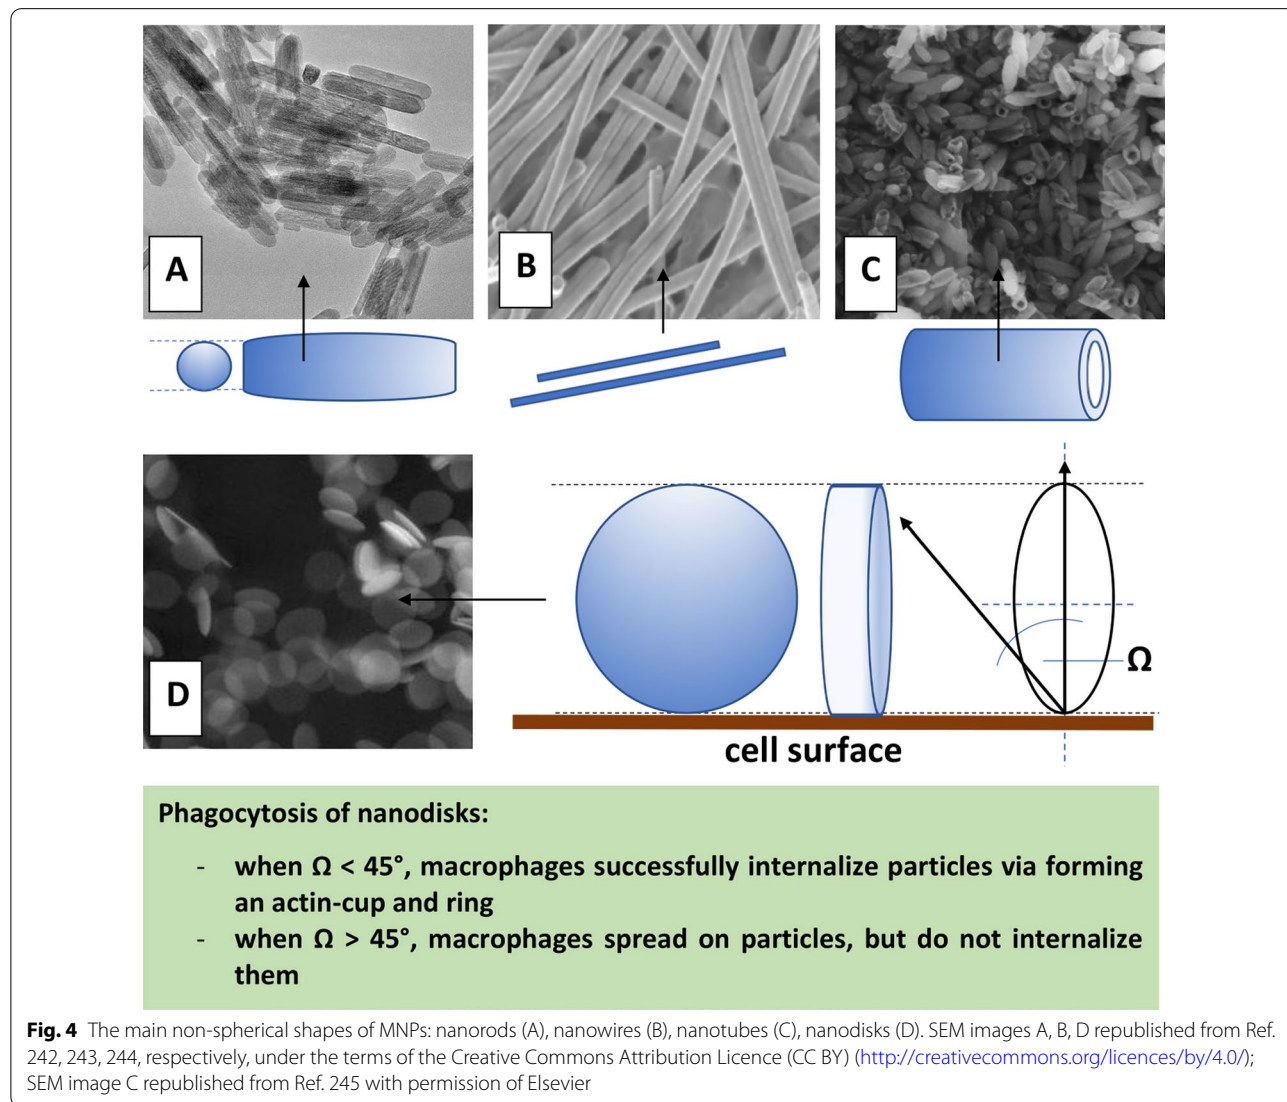 A
B
C
D
Ω
cell surface
Phagocytosis of nanodisks:
- when Ω < 45°, macrophages successfully internalize particles via forming
an actin-cup and ring
- when Ω > 45°, macrophages spread on particles, but do not internalize
them
Fig. 4 The main non-spherical shapes of MNPs: nanorods (A), nanowires (B), nanotubes (C), nanodisks (D). SEM images A, B, D republished from Ref.
242, 243, 244, respectively, under the terms of the Creative Commons Attribution Licence (CC BY) (http://creativecommons.org/licences/by/4.0/);
SEM image C republished from Ref. 245 with permission of Elsevier